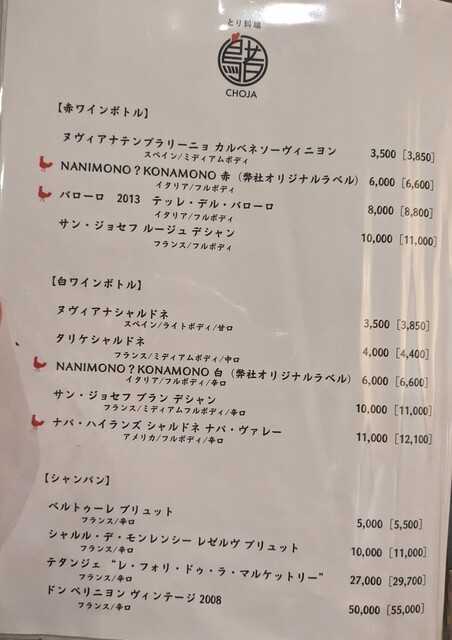 とり料理
CHOJA
【赤ワインボトル】
ヌヴィアナテンプラリーニョ カルベネソーヴィニヨン 3,500 [3,850]
スペイン/ミディアムボディ
NANIMONO?KONAMONO 赤（弊社オリジナルラベル） 6,000 [6,600]
イタリア/フルボディ
バローロ 2013 テッレ・デル・バローロ 8,000 [8,800]
イタリア/フルボディ
サン・ジョセフ ルージュ デシャン 10,000 [11,000]
フランス/フルボディ
【白ワインボトル】
ヌヴィアナシャルドネ 3,500 [3,850]
スペイン/ライトボディ/甘口
タリケシャルドネ 4,000 [4,400]
フランス/ミディアムボディ/中口
NANIMONO?KONAMONO 白（弊社オリジナルラベル） 6,000 [6,600]
イタリア/フルボディ/辛口
サン・ジョセフ ブラン デシャン 10,000 [11,000]
フランス/ミディアムフルボディ/辛口
ナパ・ハイランズ シャルドネ ナパ・ヴァレー 11,000 [12,100]
アメリカ/フルボディ/辛口
【シャンパン】
ベルトゥーレ ブリュット 5,000 [5,500]
フランス/辛口
シャルル・デ・モンレンシー レゼルヴ ブリュット 10,000 [11,000]
フランス/辛口
テタンジェ “レ・フォリ・ドゥ・ラ・マルケットリー” 27,000 [29,700]
フランス/辛口
ドン ペリニヨン ヴィンテージ 2008 50,000 [55,000]
フランス/辛口